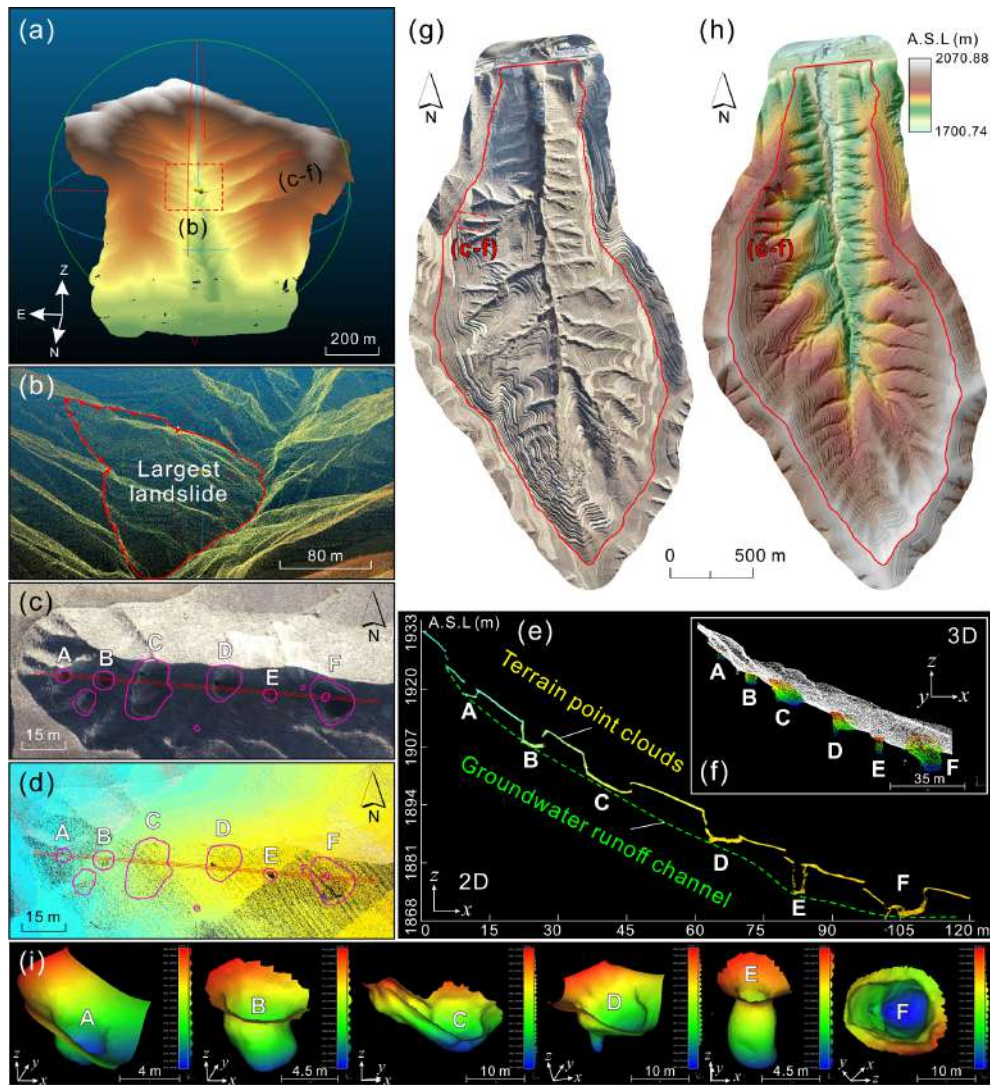 (a)
(c-f)
(b)
Z
E
N
200 m
(b)
Largest
landslide
80 m
(c)
N
A
B
C
D
E
F
15 m
(d)
N
A
B
C
D
E
F
15 m
(g)
N
(c-f)
0 500 m
(h)
N
A.S.L (m)
2070.88
1700.74
(c-f)
(e)
A.S.L (m)
1933
1920
1907
1894
1881
1868
Terrain point clouds
Groundwater runoff channel
A
B
C
D
E
F
z
x
2D
0 15 30 45 60 75 90 105 120 m
3D
z
y x
A
B
C
D
E
F
(f)
35 m
(i)
A
z y x
4 m
B
z y x
4.5 m
C
z y x
10 m
D
z y x
10 m
E
z y x
4.5 m
F
y x z
10 m